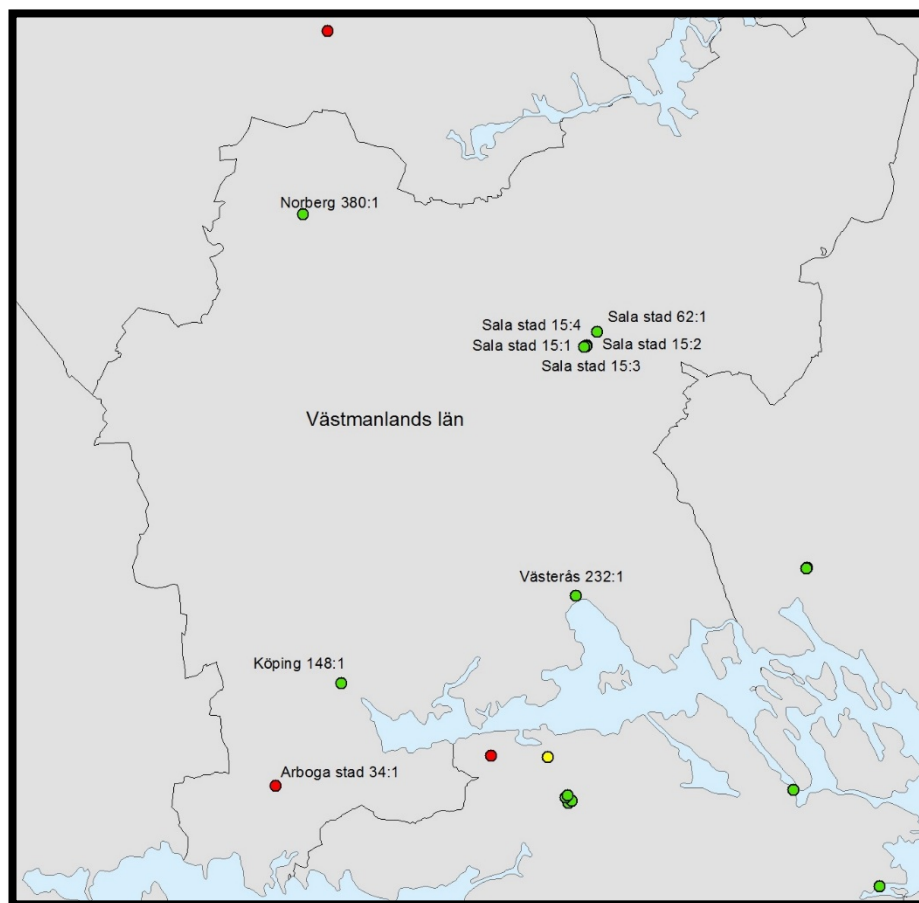 Norberg 380:1
Sala stad 62:1
Sala stad 15:4
Sala stad 15:2
Sala stad 15:1
Sala stad 15:3
Västmanlands län
Västerås 232:1
Köping 148:1
Arboga stad 34:1